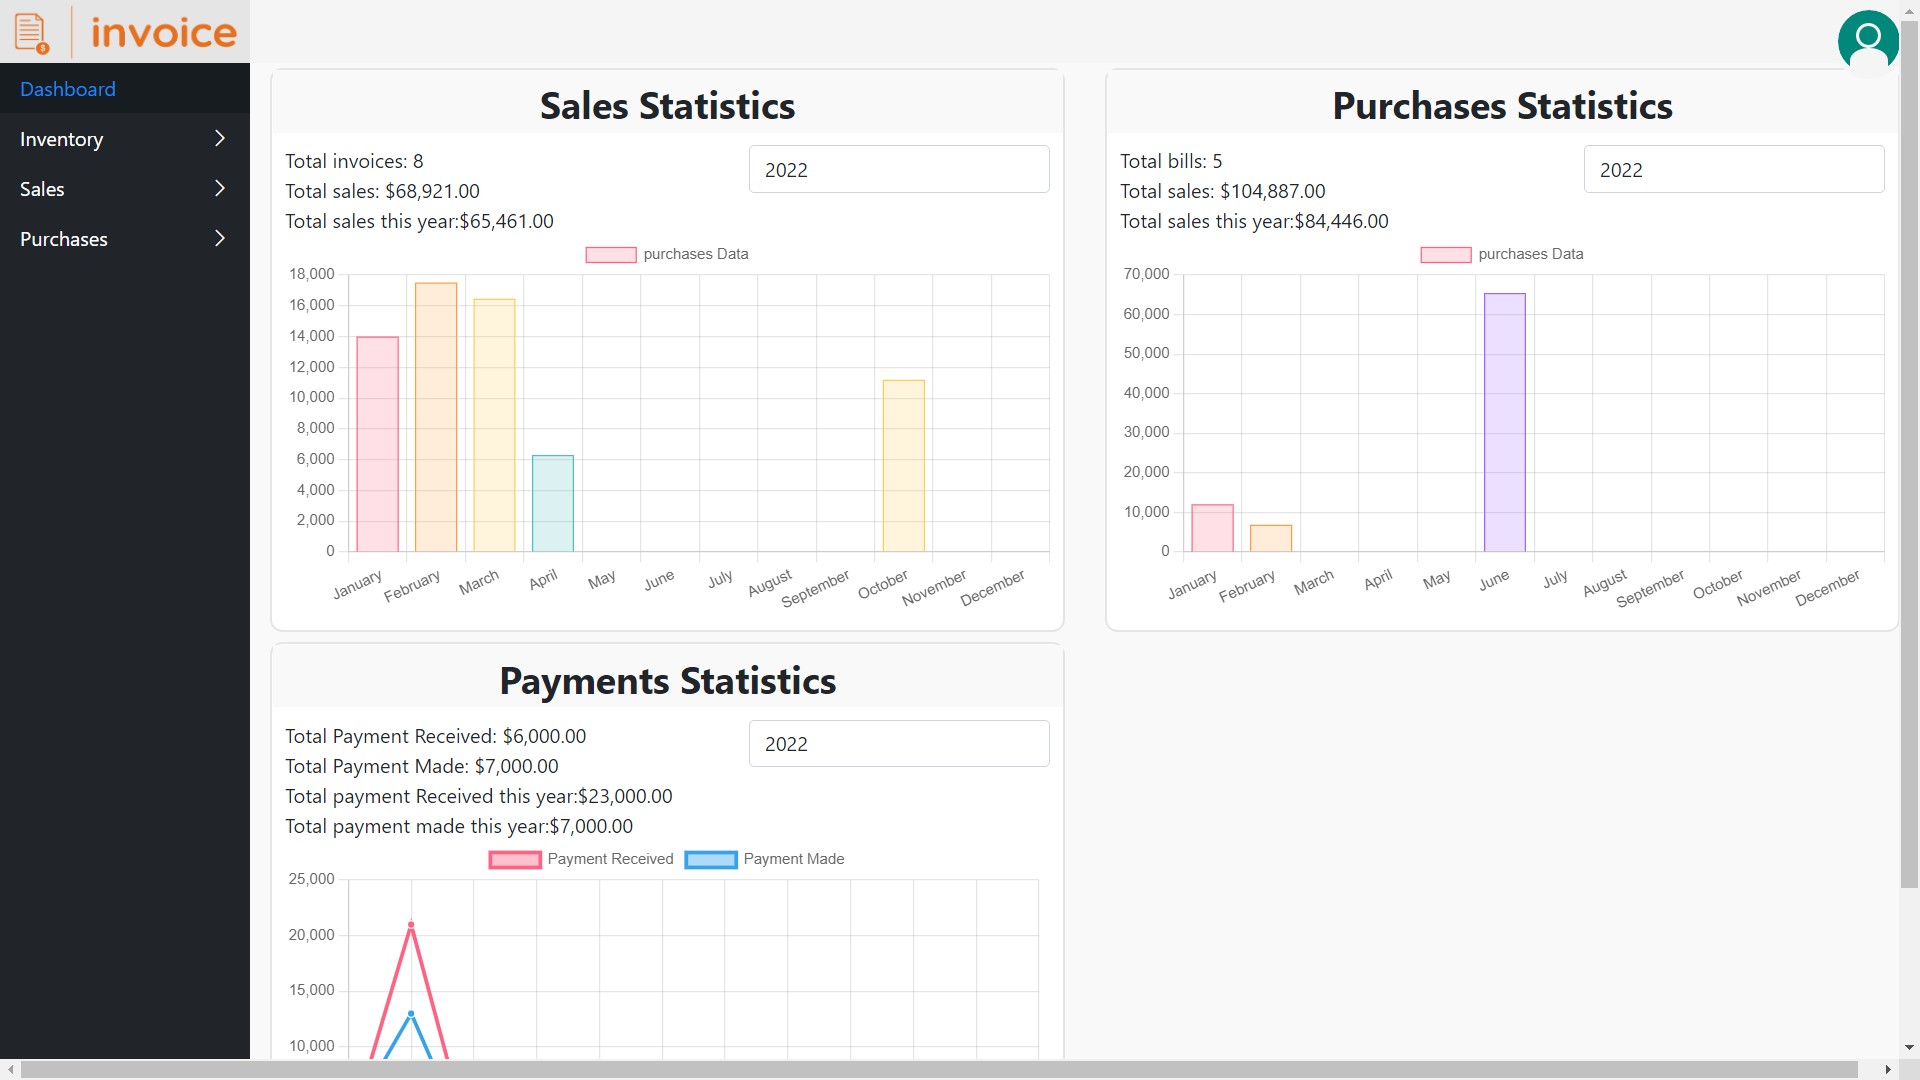 invoice
Dashboard
Inventory
Sales
Purchases
Sales Statistics
Total invoices: 8
Total sales: $68,921.00
Total sales this year:$65,461.00
2022
purchases Data
18,000
16,000
14,000
12,000
10,000
8,000
6,000
4,000
2,000
0
January February March April May June July August September October November December
Purchases Statistics
Total bills: 5
Total sales: $104,887.00
Total sales this year:$84,446.00
2022
purchases Data
70,000
60,000
50,000
40,000
30,000
20,000
10,000
0
January February March April May June July August September October November December
Payments Statistics
Total Payment Received: $6,000.00
Total Payment Made: $7,000.00
Total payment Received this year:$23,000.00
Total payment made this year:$7,000.00
2022
Payment Received Payment Made
25,000
20,000
15,000
10,000